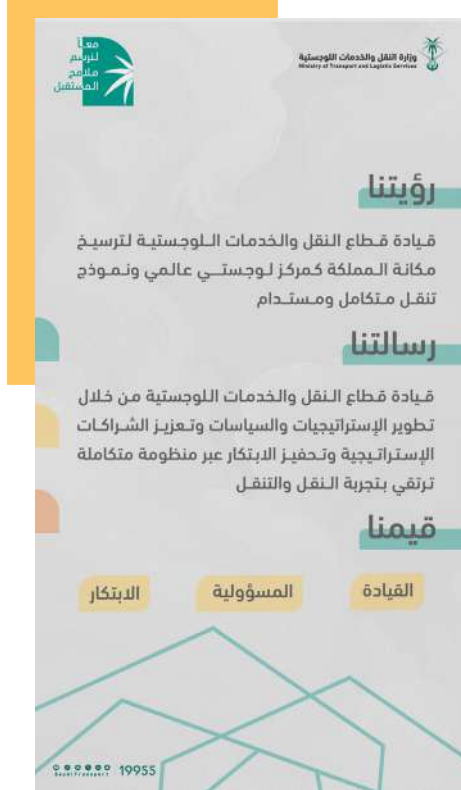 معاً
لنرسم
ملامح
المستقبل
وزارة النقل والخدمات اللوجستية
Ministry of Transport and Logistic Services
رؤيتنا
قيادة قطاع النقل والخدمات اللوجستية لترسيخ
مكانة المملكة كمركز لوجستي عالمي ونموذج
تنقل متكامل ومستدام
رسالتنا
قيادة قطاع النقل والخدمات اللوجستية من خلال
تطوير الإستراتيجيات والسياسات وتعزيز الشراكات
الإستراتيجية وتحفيز الابتكار عبر منظومة متكاملة
ترتقي بتجربة النقل والتنقل
قيمنا
القيادة
المسؤولية
الابتكار
SaudiTransport 19955